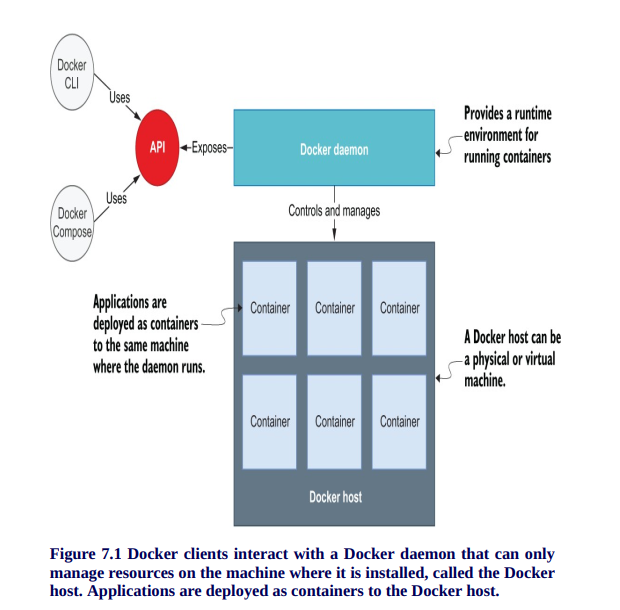 Docker
CLI
Uses
API
Exposes
Docker daemon
Provides a runtime
environment for
running containers
Uses
Docker
Compose
Controls and manages
Applications are
deployed as containers
to the same machine
where the daemon runs.
Container
Container
Container
A Docker host can be
a physical or virtual
machine.
Container
Container
Container
Docker host
Figure 7.1 Docker clients interact with a Docker daemon that can only
manage resources on the machine where it is installed, called the Docker
host. Applications are deployed as containers to the Docker host.